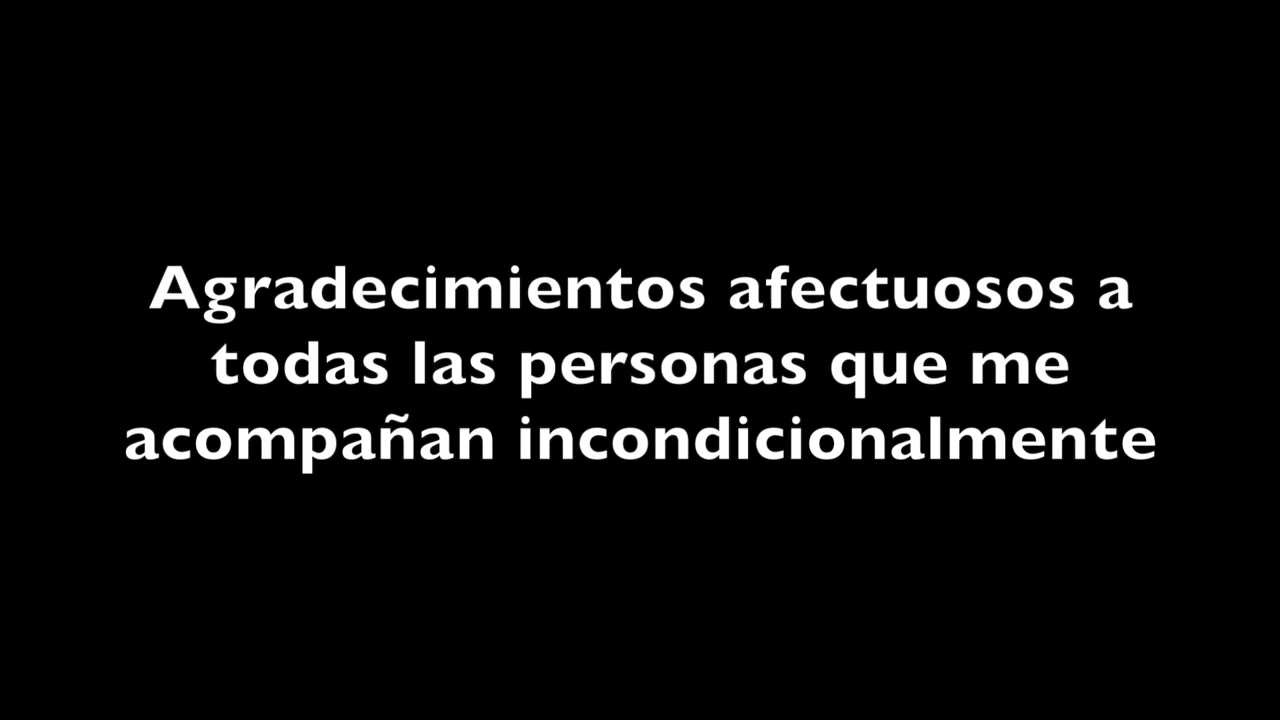 Agradecimientos afectuosos a
todas las personas que me
acompañan incondicionalmente